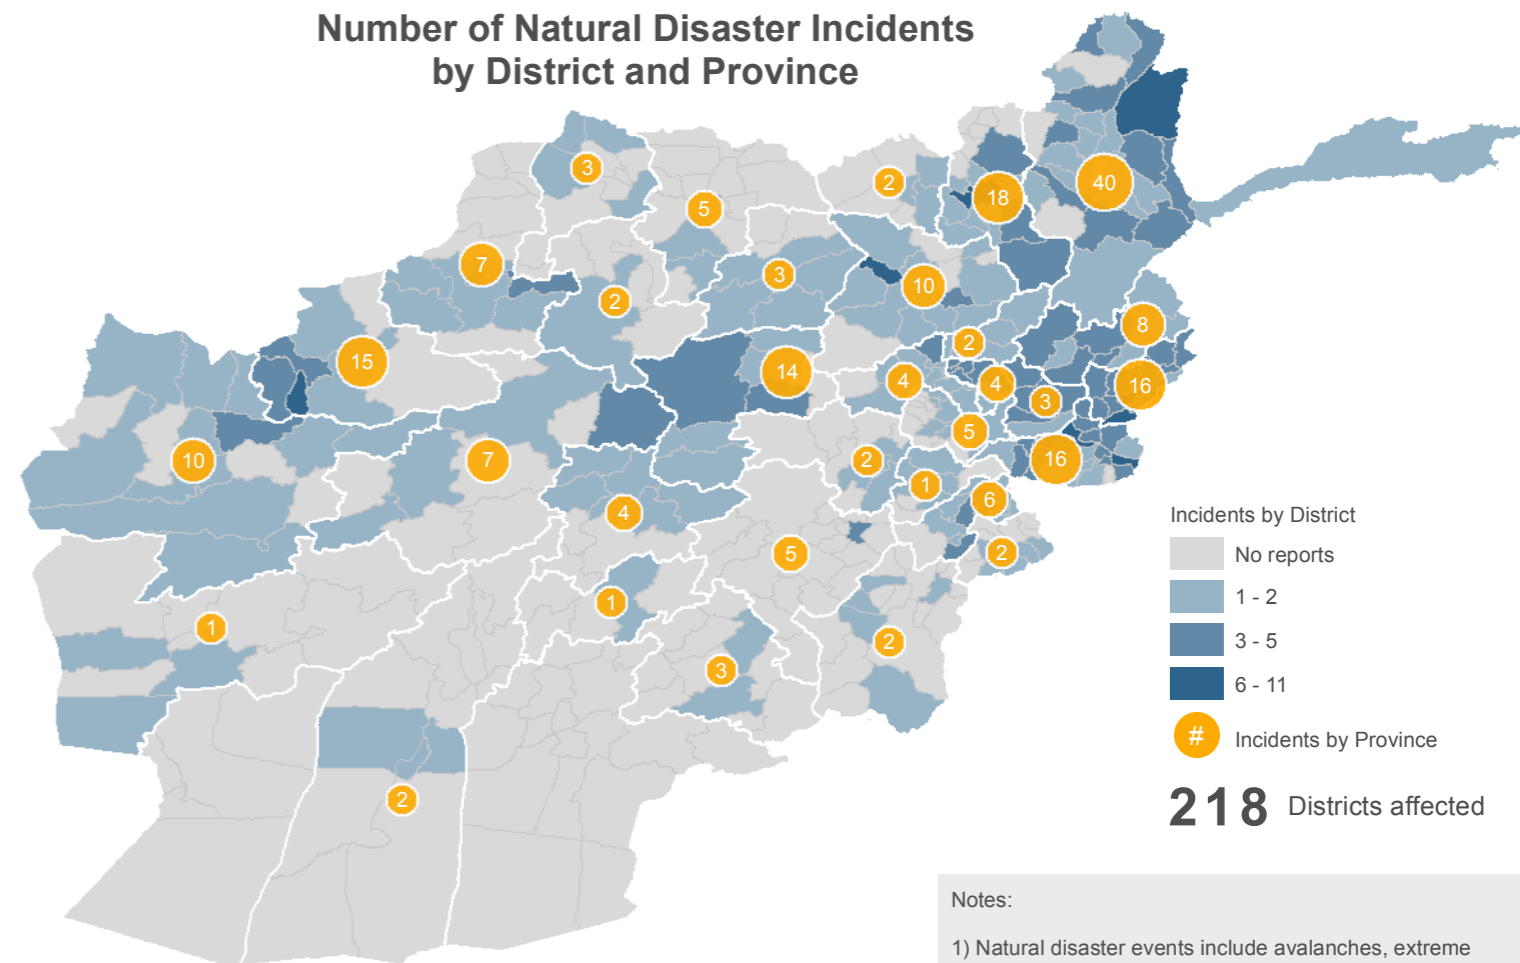 Number of Natural Disaster Incidents
by District and Province
3
5
2
18
40
7
3
10
2
8
15
2
14
4
4
16
3
5
10
7
2
16
1
6
4
5
2
1
1
2
3
2
Incidents by District
No reports
1 - 2
3 - 5
6 - 11
# Incidents by Province
218 Districts affected
Notes:
1) Natural disaster events include avalanches, extreme